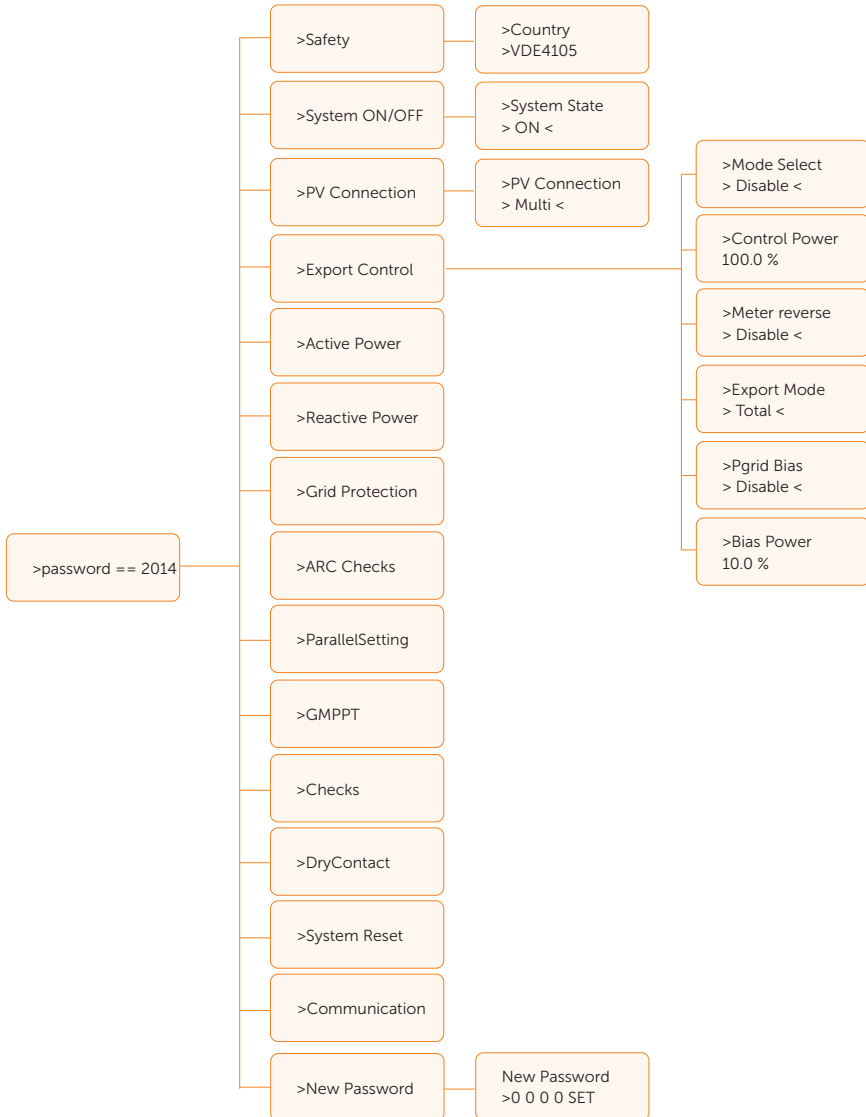 >password == 2014
>Safety
>Country
>VDE4105
>System ON/OFF
>System State
> ON <
>PV Connection
>PV Connection
> Multi <
>Export Control
>Mode Select
> Disable <
>Control Power
100.0 %
>Meter reverse
> Disable <
>Export Mode
> Total <
>Pgrid Bias
> Disable <
>Bias Power
10.0 %
>Active Power
>Reactive Power
>Grid Protection
>ARC Checks
>ParallelSetting
>GMPPT
>Checks
>DryContact
>System Reset
>Communication
>New Password
New Password
>0 0 0 0 SET